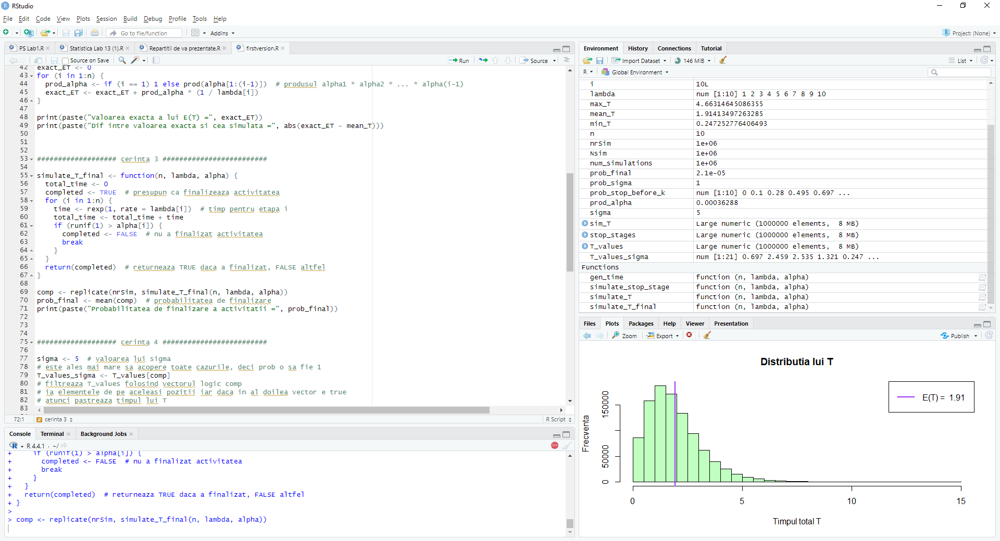 RStudio
File Edit Code View Plots Session Build Debug Profile Tools Help
Go to file/function Addins Project: (None)
PS Lab1.R Statistica Lab 13 (1).R Repartitii de va prezentate.R firstversion.R
Source on Save Run Source
42 exact_ET <- 0
43 for (i in 1:n) {
44 prod_alpha <- if (i == 1) 1 else prod(alpha[1:(i-1)]) # produsul alpha1 * alpha2 * ... * alpha(i-1)
45 exact_ET <- exact_ET + prod_alpha * (1 / lambda[i])
46 }
47
48 print(paste("Valoarea exacta a lui E(T) =", exact_ET))
49 print(paste("Dif intre valoarea exacta si cea simulata =", abs(exact_ET - mean_T)))
50
51
52
53 ################### cerinta 3 #########################
54
55 simulate_T_final <- function(n, lambda, alpha) {
56 total_time <- 0
57 completed <- TRUE # presupun ca finalizeaza activitatea
58 for (i in 1:n) {
59 time <- rexp(1, rate = lambda[i]) # timp pentru etapa i
60 total_time <- total_time + time
61 if (runif(1) > alpha[i]) {
62 completed <- FALSE # nu a finalizat activitatea
63 break
64 }
65 }
66 return(completed) # returneaza TRUE daca a finalizat, FALSE altfel
67 }
68
69 comp <- replicate(nrSim, simulate_T_final(n, lambda, alpha))
70 prob_final <- mean(comp) # probabilitatea de finalizare
71 print(paste("Probabilitatea de finalizare a activitatii =", prob_final))
72
73
74
75 ################### cerinta 4 #########################
76
77 sigma <- 5 # valoarea lui sigma
78 # este ales mai mare sa acopere toate cazurile, deci prob o sa fie 1
79 T_values_sigma <- T_values[comp]
80 # filtreaza T_values folosind vectorul logic comp
81 # ia elementele de pe aceleasi pozitii iar daca in al doilea vector e true
82 # atunci pastreaza timpul lui T
83
72:1 # cerinta 3 R Script
Console Terminal Background Jobs
R 4.4.1 · ~/
+ if (runif(1) > alpha[i]) {
+ completed <- FALSE # nu a finalizat activitatea
+ break
+ }
+ }
+ return(completed) # returneaza TRUE daca a finalizat, FALSE altfel
+ }
>
> comp <- replicate(nrSim, simulate_T_final(n, lambda, alpha))
Environment History Connections Tutorial
Import Dataset 146 MiB List
R Global Environment
i 10L
lambda num [1:10] 1 2 3 4 5 6 7 8 9 10
max_T 4.66314645086355
mean_T 1.91413497263285
min_T 0.247252776406493
n 10
nrSim 1e+06
Nsim 1e+06
num_simulations 1e+06
prob_final 2.1e-05
prob_sigma 1
prob_stop_before_k num [1:10] 0 0.1 0.28 0.495 0.697 ...
prod_alpha 0.00036288
sigma 5
sim_T Large numeric (1000000 elements, 8 MB)
stop_stages Large numeric (1000000 elements, 8 MB)
T_values Large numeric (1000000 elements, 8 MB)
T_values_sigma num [1:21] 0.697 2.459 2.535 1.321 0.247 ...
Functions
gen_time function (n, lambda, alpha)
simulate_stop_stage function (n, lambda, alpha)
simulate_T function (n, lambda, alpha)
simulate_T_final function (n, lambda, alpha)
Files Plots Packages Help Viewer Presentation
Zoom Export Publish
Distributia lui T
E(T) = 1.91
Frecventa
0 50000 150000
0 5 10 15
Timpul total T